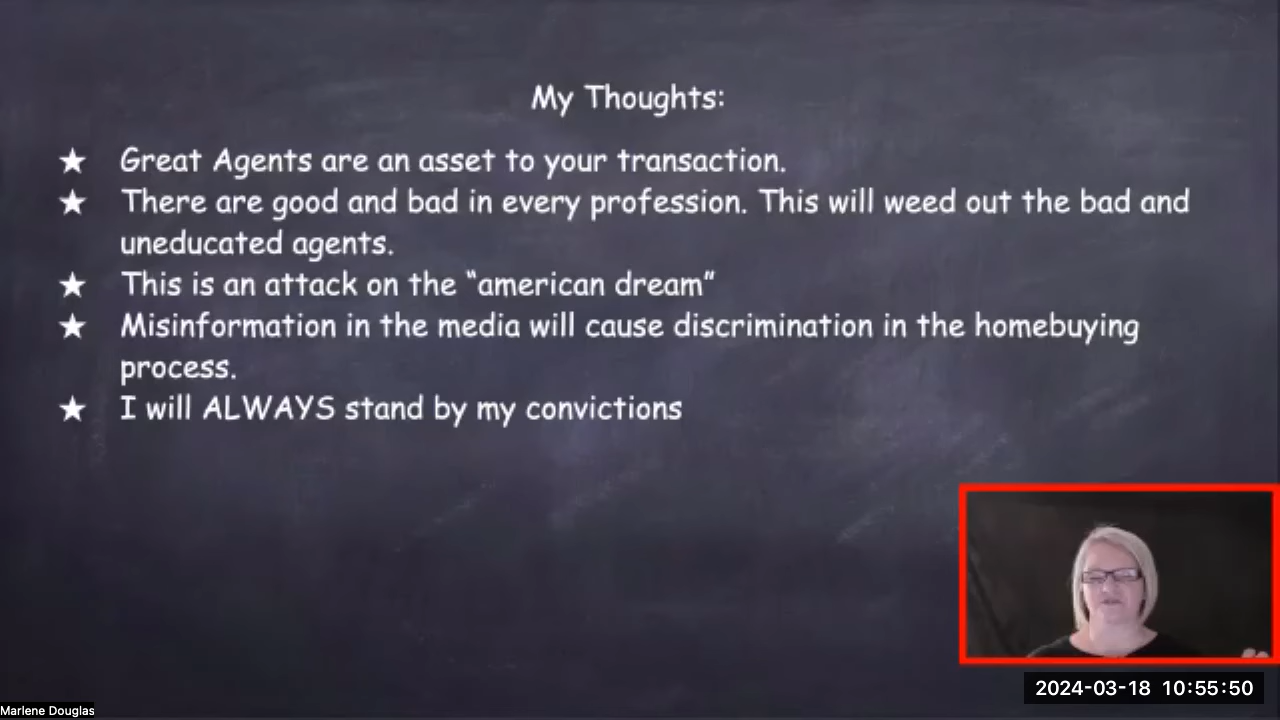 My Thoughts:
★ Great Agents are an asset to your transaction.
★ There are good and bad in every profession. This will weed out the bad and
uneducated agents.
★ This is an attack on the “american dream”
★ Misinformation in the media will cause discrimination in the homebuying
process.
★ I will ALWAYS stand by my convictions
2024-03-18 10:55:50
Marlene Douglas